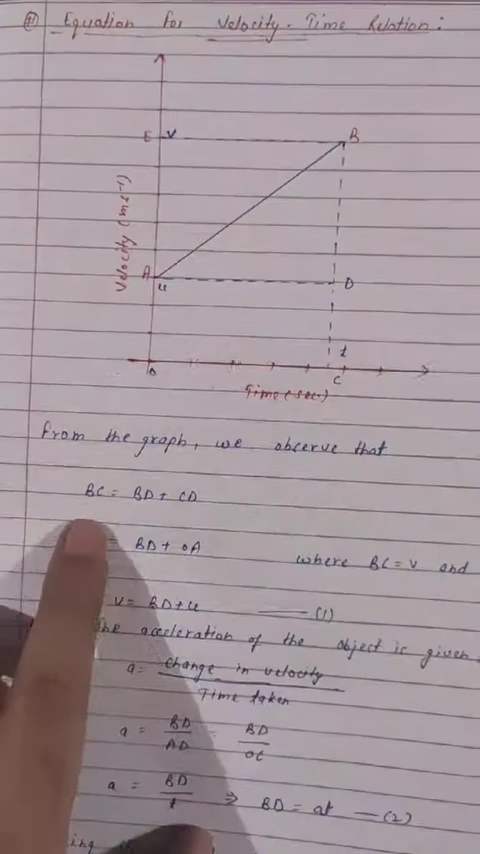 Equation for Velocity-Time Relation:
E V B
Velocity (ms-1)
A u D
t
o C
Time (sec)
From the graph, we observe that
BC = BD + CD
= BD + OA where BC = V and
V = BD + u (1)
The acceleration of the object is given
a = change in velocity
Time taken
a = BD BD
AD ot
a = BD ⇒ BD = at — (2)
t